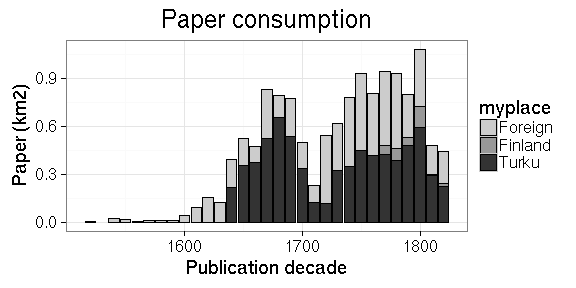 Paper consumption
Paper (km2)
0.9
0.6
0.3
0.0
1600 1700 1800
Publication decade
myplace
Foreign
Finland
Turku